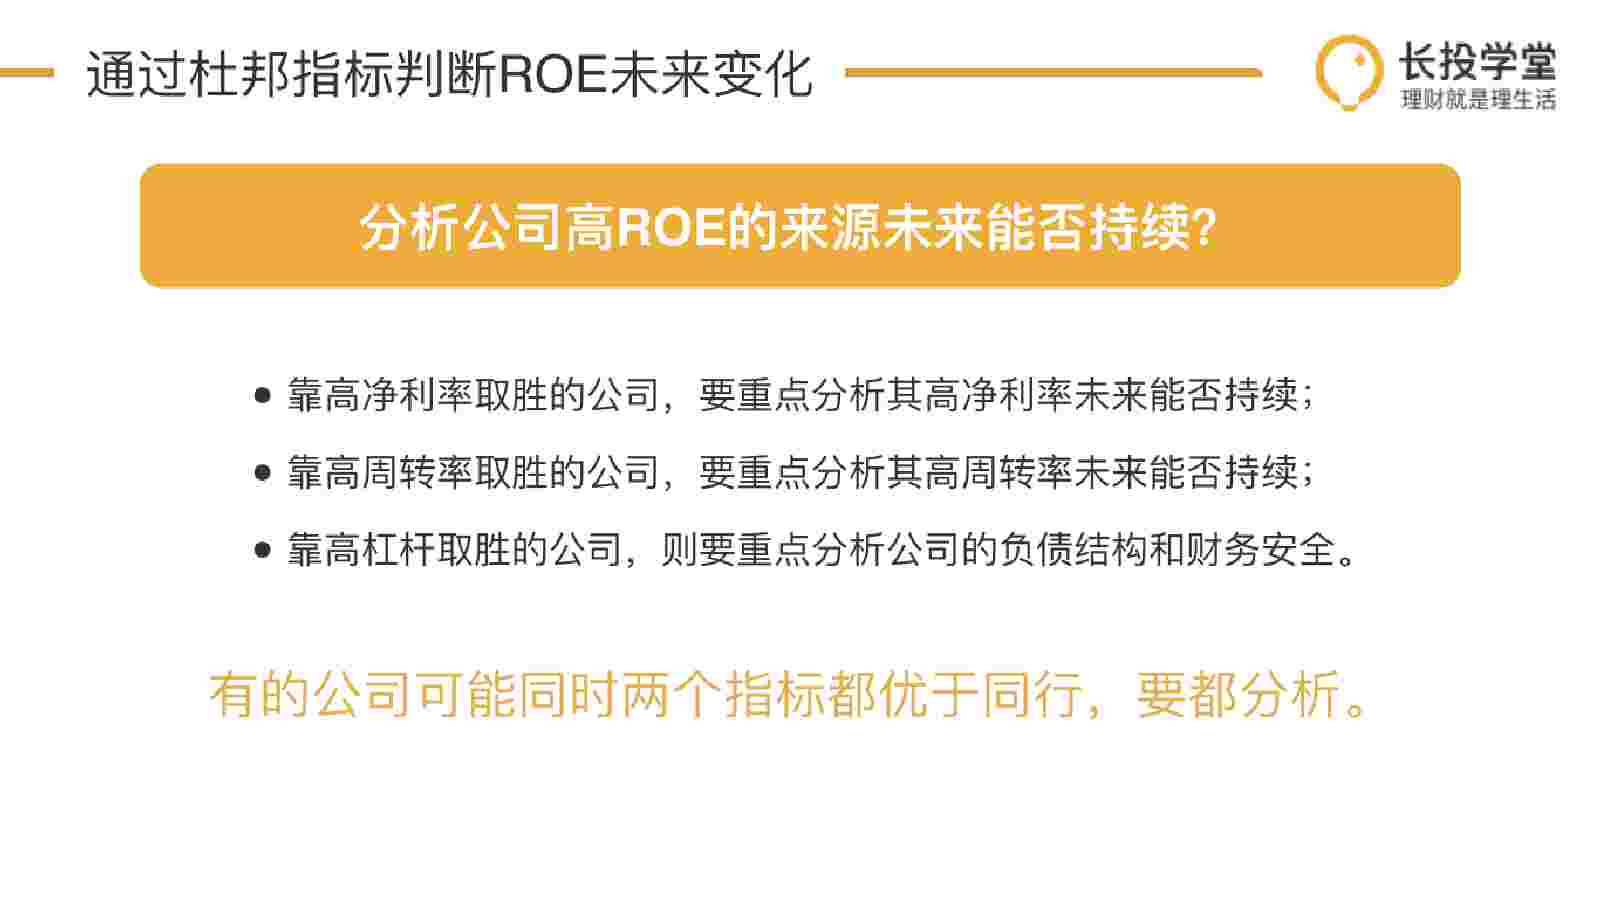 通过杜邦指标判断ROE未来变化
长投学堂
理财就是理生活
分析公司高ROE的来源未来能否持续？
● 靠高净利率取胜的公司，要重点分析其高净利率未来能否持续；
● 靠高周转率取胜的公司，要重点分析其高周转率未来能否持续；
● 靠高杠杆取胜的公司，则要重点分析公司的负债结构和财务安全。
有的公司可能同时两个指标都优于同行，要都分析。